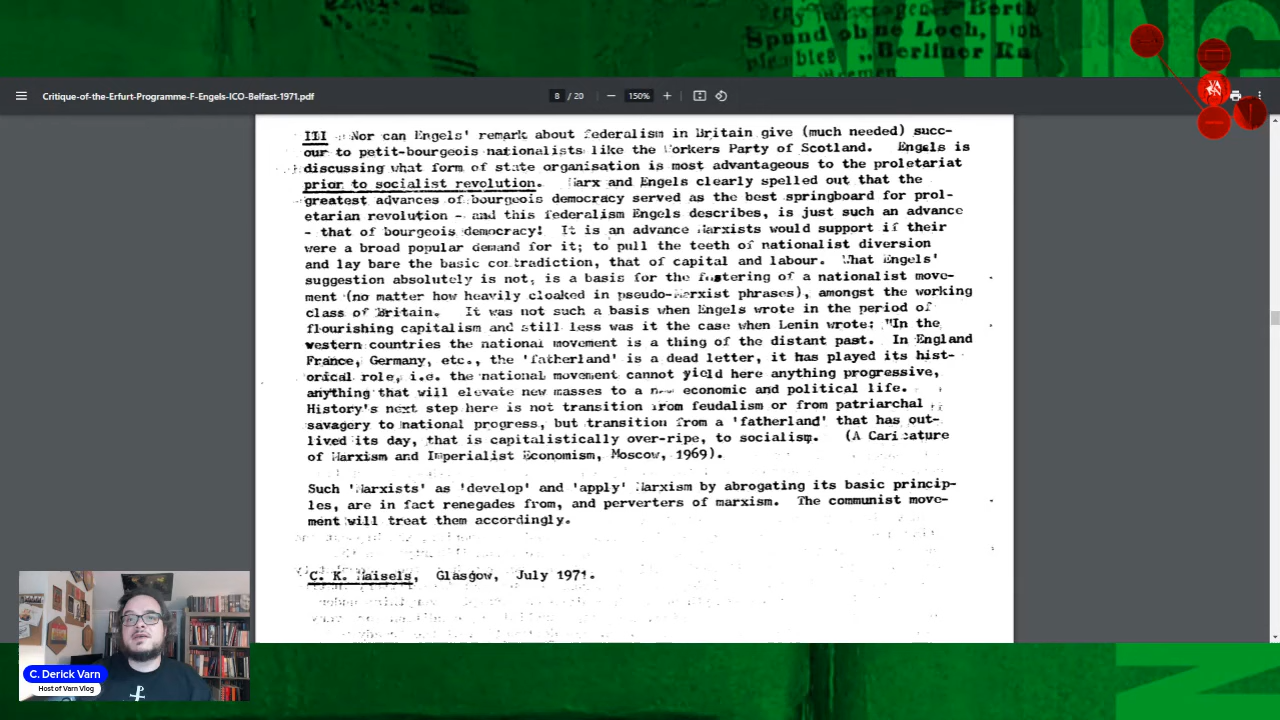 Spund ohne Loch,
"Berliner
Critique-of-the-Erfurt-Programme-F-Engels-ICO-Belfast-1971.pdf
8 / 20
150%
VARN
III Nor can Engels' remark about federalism in Britain give (much needed) succ-
our to petit-bourgeois nationalists like the Workers Party of Scotland. Engels is
discussing what form of state organisation is most advantageous to the proletariat
prior to socialist revolution. Marx and Engels clearly spelled out that the
greatest advances of bourgeois democracy served as the best springboard for prol-
etarian revolution - and this federalism Engels describes, is just such an advance
- that of bourgeois democracy! It is an advance Marxists would support if their
were a broad popular demand for it; to pull the teeth of nationalist diversion
and lay bare the basic contradiction, that of capital and labour. What Engels'
suggestion absolutely is not, is a basis for the fostering of a nationalist move-
ment (no matter how heavily cloaked in pseudo-Marxist phrases), amongst the working
class of Britain. It was not such a basis when Engels wrote in the period of
flourishing capitalism and still less was it the case when Lenin wrote: "In the
western countries the national movement is a thing of the distant past. In England
France, Germany, etc., the 'fatherland' is a dead letter, it has played its hist-
orical role, i.e. the national movement cannot yield here anything progressive,
anything that will elevate new masses to a new economic and political life.
History's next step here is not transition from feudalism or from patriarchal
savagery to national progress, but transition from a 'fatherland' that has out-
lived its day, that is capitalistically over-ripe, to socialism. (A Caricature
of Marxism and Imperialist Economism, Moscow, 1969).
Such 'Marxists' as 'develop' and 'apply' Marxism by abrogating its basic princip-
les, are in fact renegades from, and perverters of marxism. The communist move-
ment will treat them accordingly.
C. K. Maisels, Glasgow, July 1971.
C. Derick Varn
Host of Varn Vlog